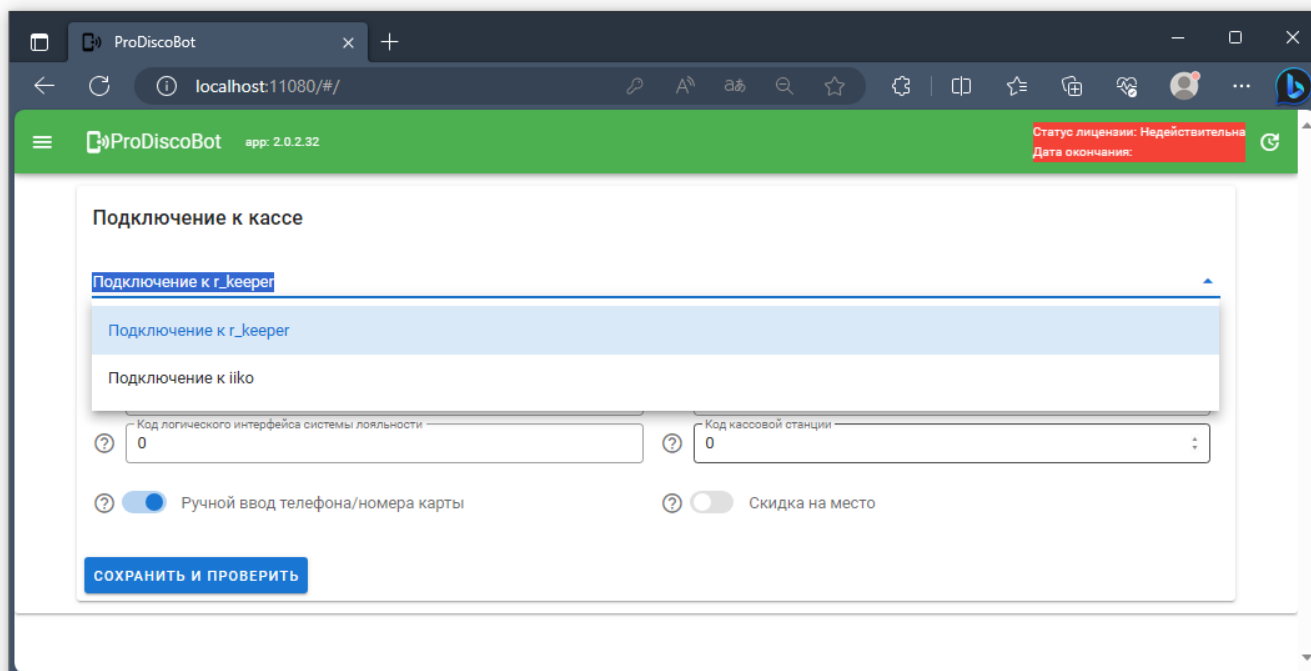 ProDiscoBot
localhost:11080/#/
ProDiscoBot app: 2.0.2.32
Статус лицензии: Недействительна
Дата окончания:
Подключение к кассе
Подключение к r_keeper
Подключение к r_keeper
Подключение к iiko
Код логического интерфейса системы лояльности
0
Код кассовой станции
0
Ручной ввод телефона/номера карты
Скидка на место
СОХРАНИТЬ И ПРОВЕРИТЬ